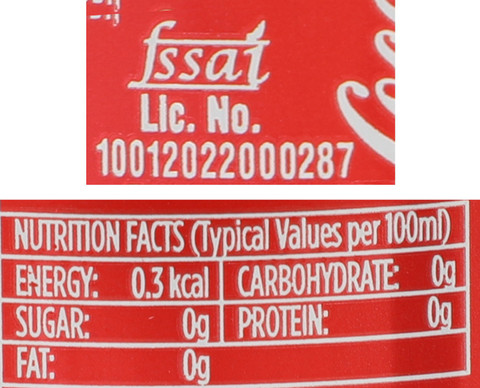 fssai
Lic. No.
10012022000287
NUTRITION FACTS (Typical Values per 100ml)
ENERGY: 0.3 kcal CARBOHYDRATE: 0g
SUGAR: 0g PROTEIN: 0g
FAT: 0g